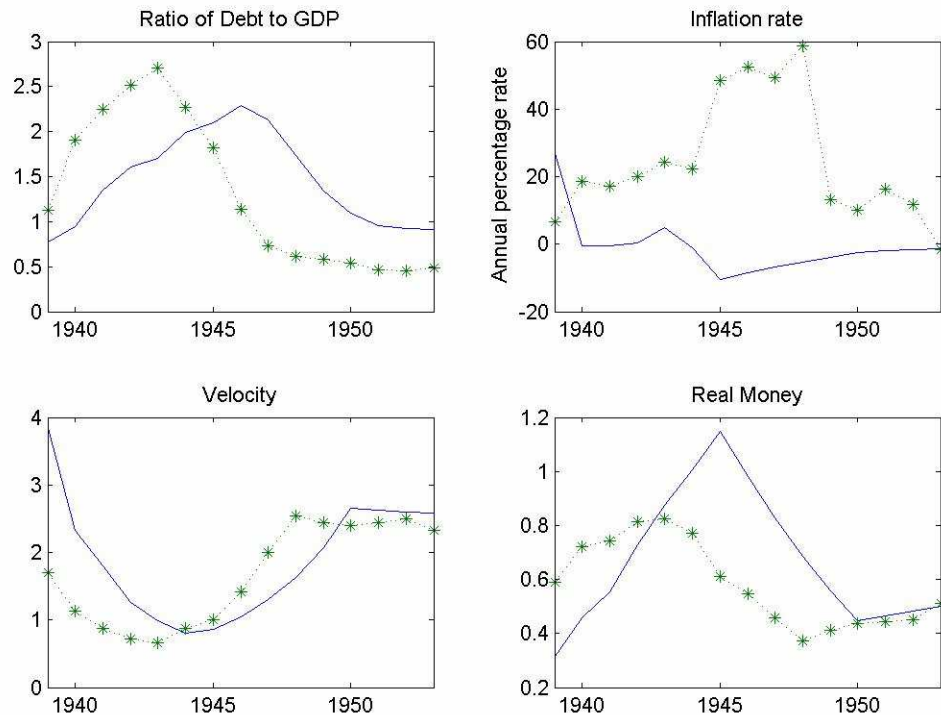 Ratio of Debt to GDP
3
2.5
2
1.5
1
0.5
0
1940 1945 1950
Inflation rate
Annual percentage rate
60
40
20
0
-20
1940 1945 1950
Velocity
4
3
2
1
0
1940 1945 1950
Real Money
1.2
1
0.8
0.6
0.4
0.2
1940 1945 1950